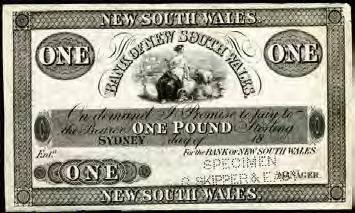 NEW SOUTH WALES.
ONE
BANK OF NEW SOUTH WALES.
ONE
On demand I Promise to pay to
the Bearer ONE POUND Sterling
SYDNEY day of 18
Ent.d
For the BANK OF NEW SOUTH WALES
SPECIMEN
ONE
C. SKIPPER & EAST
MANAGER
NEW SOUTH WALES.